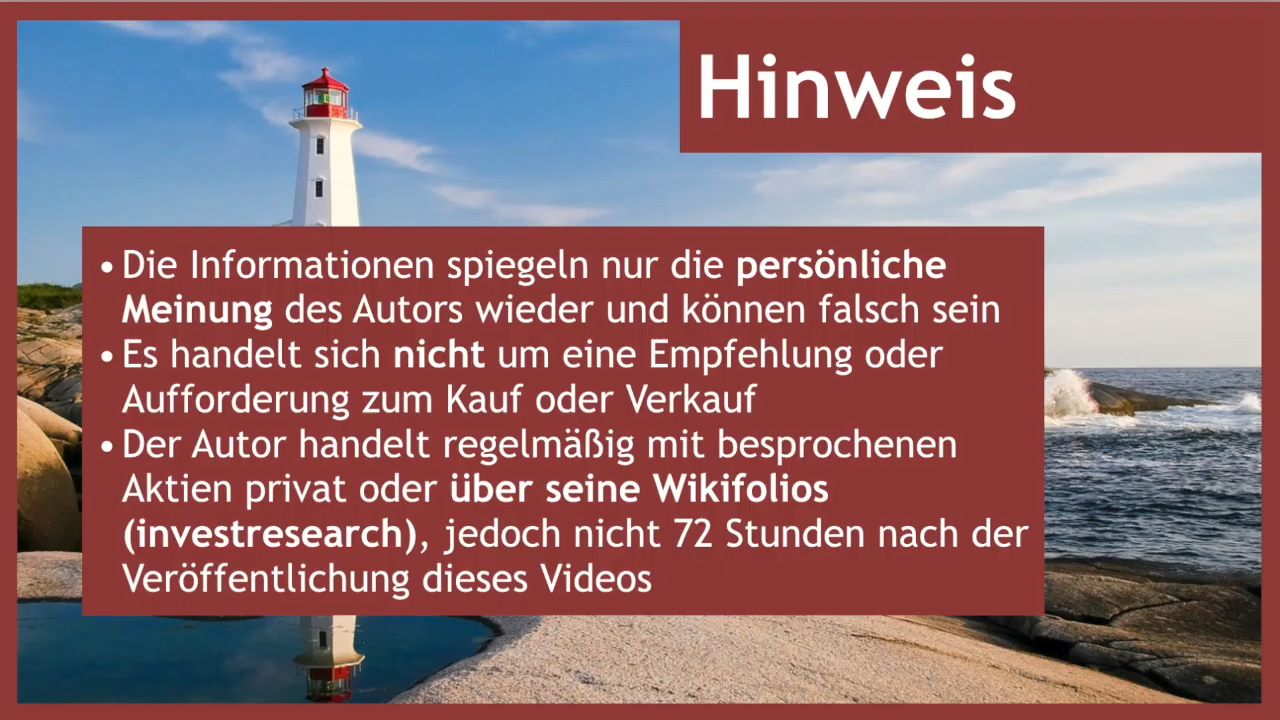 Hinweis
• Die Informationen spiegeln nur die persönliche
Meinung des Autors wieder und können falsch sein
• Es handelt sich nicht um eine Empfehlung oder
Aufforderung zum Kauf oder Verkauf
• Der Autor handelt regelmäßig mit besprochenen
Aktien privat oder über seine Wikifolios
(investresearch), jedoch nicht 72 Stunden nach der
Veröffentlichung dieses Videos